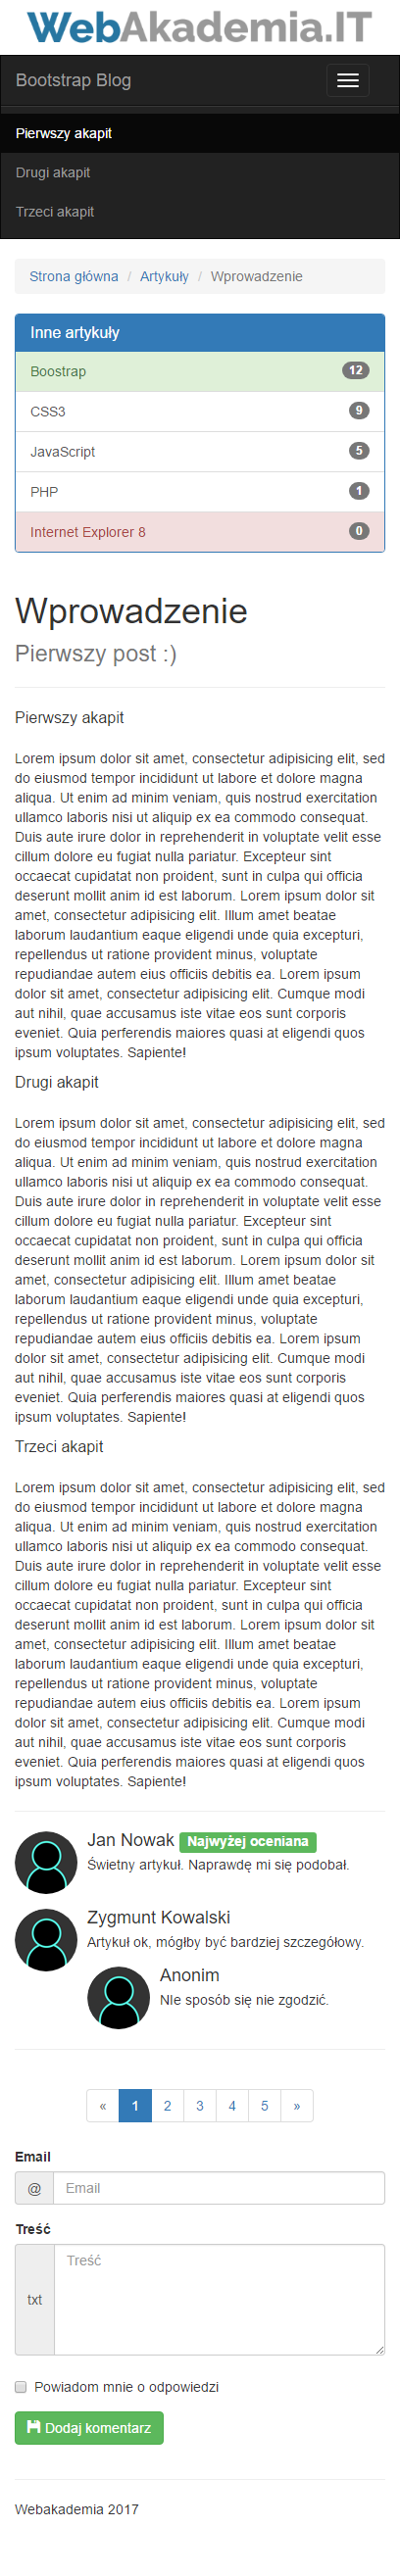 WebAkademia.IT
Bootstrap Blog
Pierwszy akapit
Drugi akapit
Trzeci akapit
Strona główna / Artykuły / Wprowadzenie
Inne artykuły
Boostrap 12
CSS3 9
JavaScript 5
PHP 1
Internet Explorer 8 0
Wprowadzenie
Pierwszy post :)
Pierwszy akapit
Lorem ipsum dolor sit amet, consectetur adipisicing elit, sed
do eiusmod tempor incididunt ut labore et dolore magna
aliqua. Ut enim ad minim veniam, quis nostrud exercitation
ullamco laboris nisi ut aliquip ex ea commodo consequat.
Duis aute irure dolor in reprehenderit in voluptate velit esse
cillum dolore eu fugiat nulla pariatur. Excepteur sint
occaecat cupidatat non proident, sunt in culpa qui officia
deserunt mollit anim id est laborum. Lorem ipsum dolor sit
amet, consectetur adipisicing elit. Illum amet beatae
laborum laudantium eaque eligendi unde quia excepturi,
repellendus ut ratione provident minus, voluptate
repudiandae autem eius officiis debitis ea. Lorem ipsum
dolor sit amet, consectetur adipisicing elit. Cumque modi
aut nihil, quae accusamus iste vitae eos sunt corporis
eveniet. Quia perferendis maiores quasi at eligendi quos
ipsum voluptates. Sapiente!
Drugi akapit
Lorem ipsum dolor sit amet, consectetur adipisicing elit, sed
do eiusmod tempor incididunt ut labore et dolore magna
aliqua. Ut enim ad minim veniam, quis nostrud exercitation
ullamco laboris nisi ut aliquip ex ea commodo consequat.
Duis aute irure dolor in reprehenderit in voluptate velit esse
cillum dolore eu fugiat nulla pariatur. Excepteur sint
occaecat cupidatat non proident, sunt in culpa qui officia
deserunt mollit anim id est laborum. Lorem ipsum dolor sit
amet, consectetur adipisicing elit. Illum amet beatae
laborum laudantium eaque eligendi unde quia excepturi,
repellendus ut ratione provident minus, voluptate
repudiandae autem eius officiis debitis ea. Lorem ipsum
dolor sit amet, consectetur adipisicing elit. Cumque modi
aut nihil, quae accusamus iste vitae eos sunt corporis
eveniet. Quia perferendis maiores quasi at eligendi quos
ipsum voluptates. Sapiente!
Trzeci akapit
Lorem ipsum dolor sit amet, consectetur adipisicing elit, sed
do eiusmod tempor incididunt ut labore et dolore magna
aliqua. Ut enim ad minim veniam, quis nostrud exercitation
ullamco laboris nisi ut aliquip ex ea commodo consequat.
Duis aute irure dolor in reprehenderit in voluptate velit esse
cillum dolore eu fugiat nulla pariatur. Excepteur sint
occaecat cupidatat non proident, sunt in culpa qui officia
deserunt mollit anim id est laborum. Lorem ipsum dolor sit
amet, consectetur adipisicing elit. Illum amet beatae
laborum laudantium eaque eligendi unde quia excepturi,
repellendus ut ratione provident minus, voluptate
repudiandae autem eius officiis debitis ea. Lorem ipsum
dolor sit amet, consectetur adipisicing elit. Cumque modi
aut nihil, quae accusamus iste vitae eos sunt corporis
eveniet. Quia perferendis maiores quasi at eligendi quos
ipsum voluptates. Sapiente!
Jan Nowak Najwyżej oceniana
Świetny artykuł. Naprawdę mi się podobał.
Zygmunt Kowalski
Artykuł ok, mógłby być bardziej szczegółowy.
Anonim
NIe sposób się nie zgodzić.
« 1 2 3 4 5 »
Email
@ Email
Treść
Treść
txt
Powiadom mnie o odpowiedzi
Dodaj komentarz
Webakademia 2017